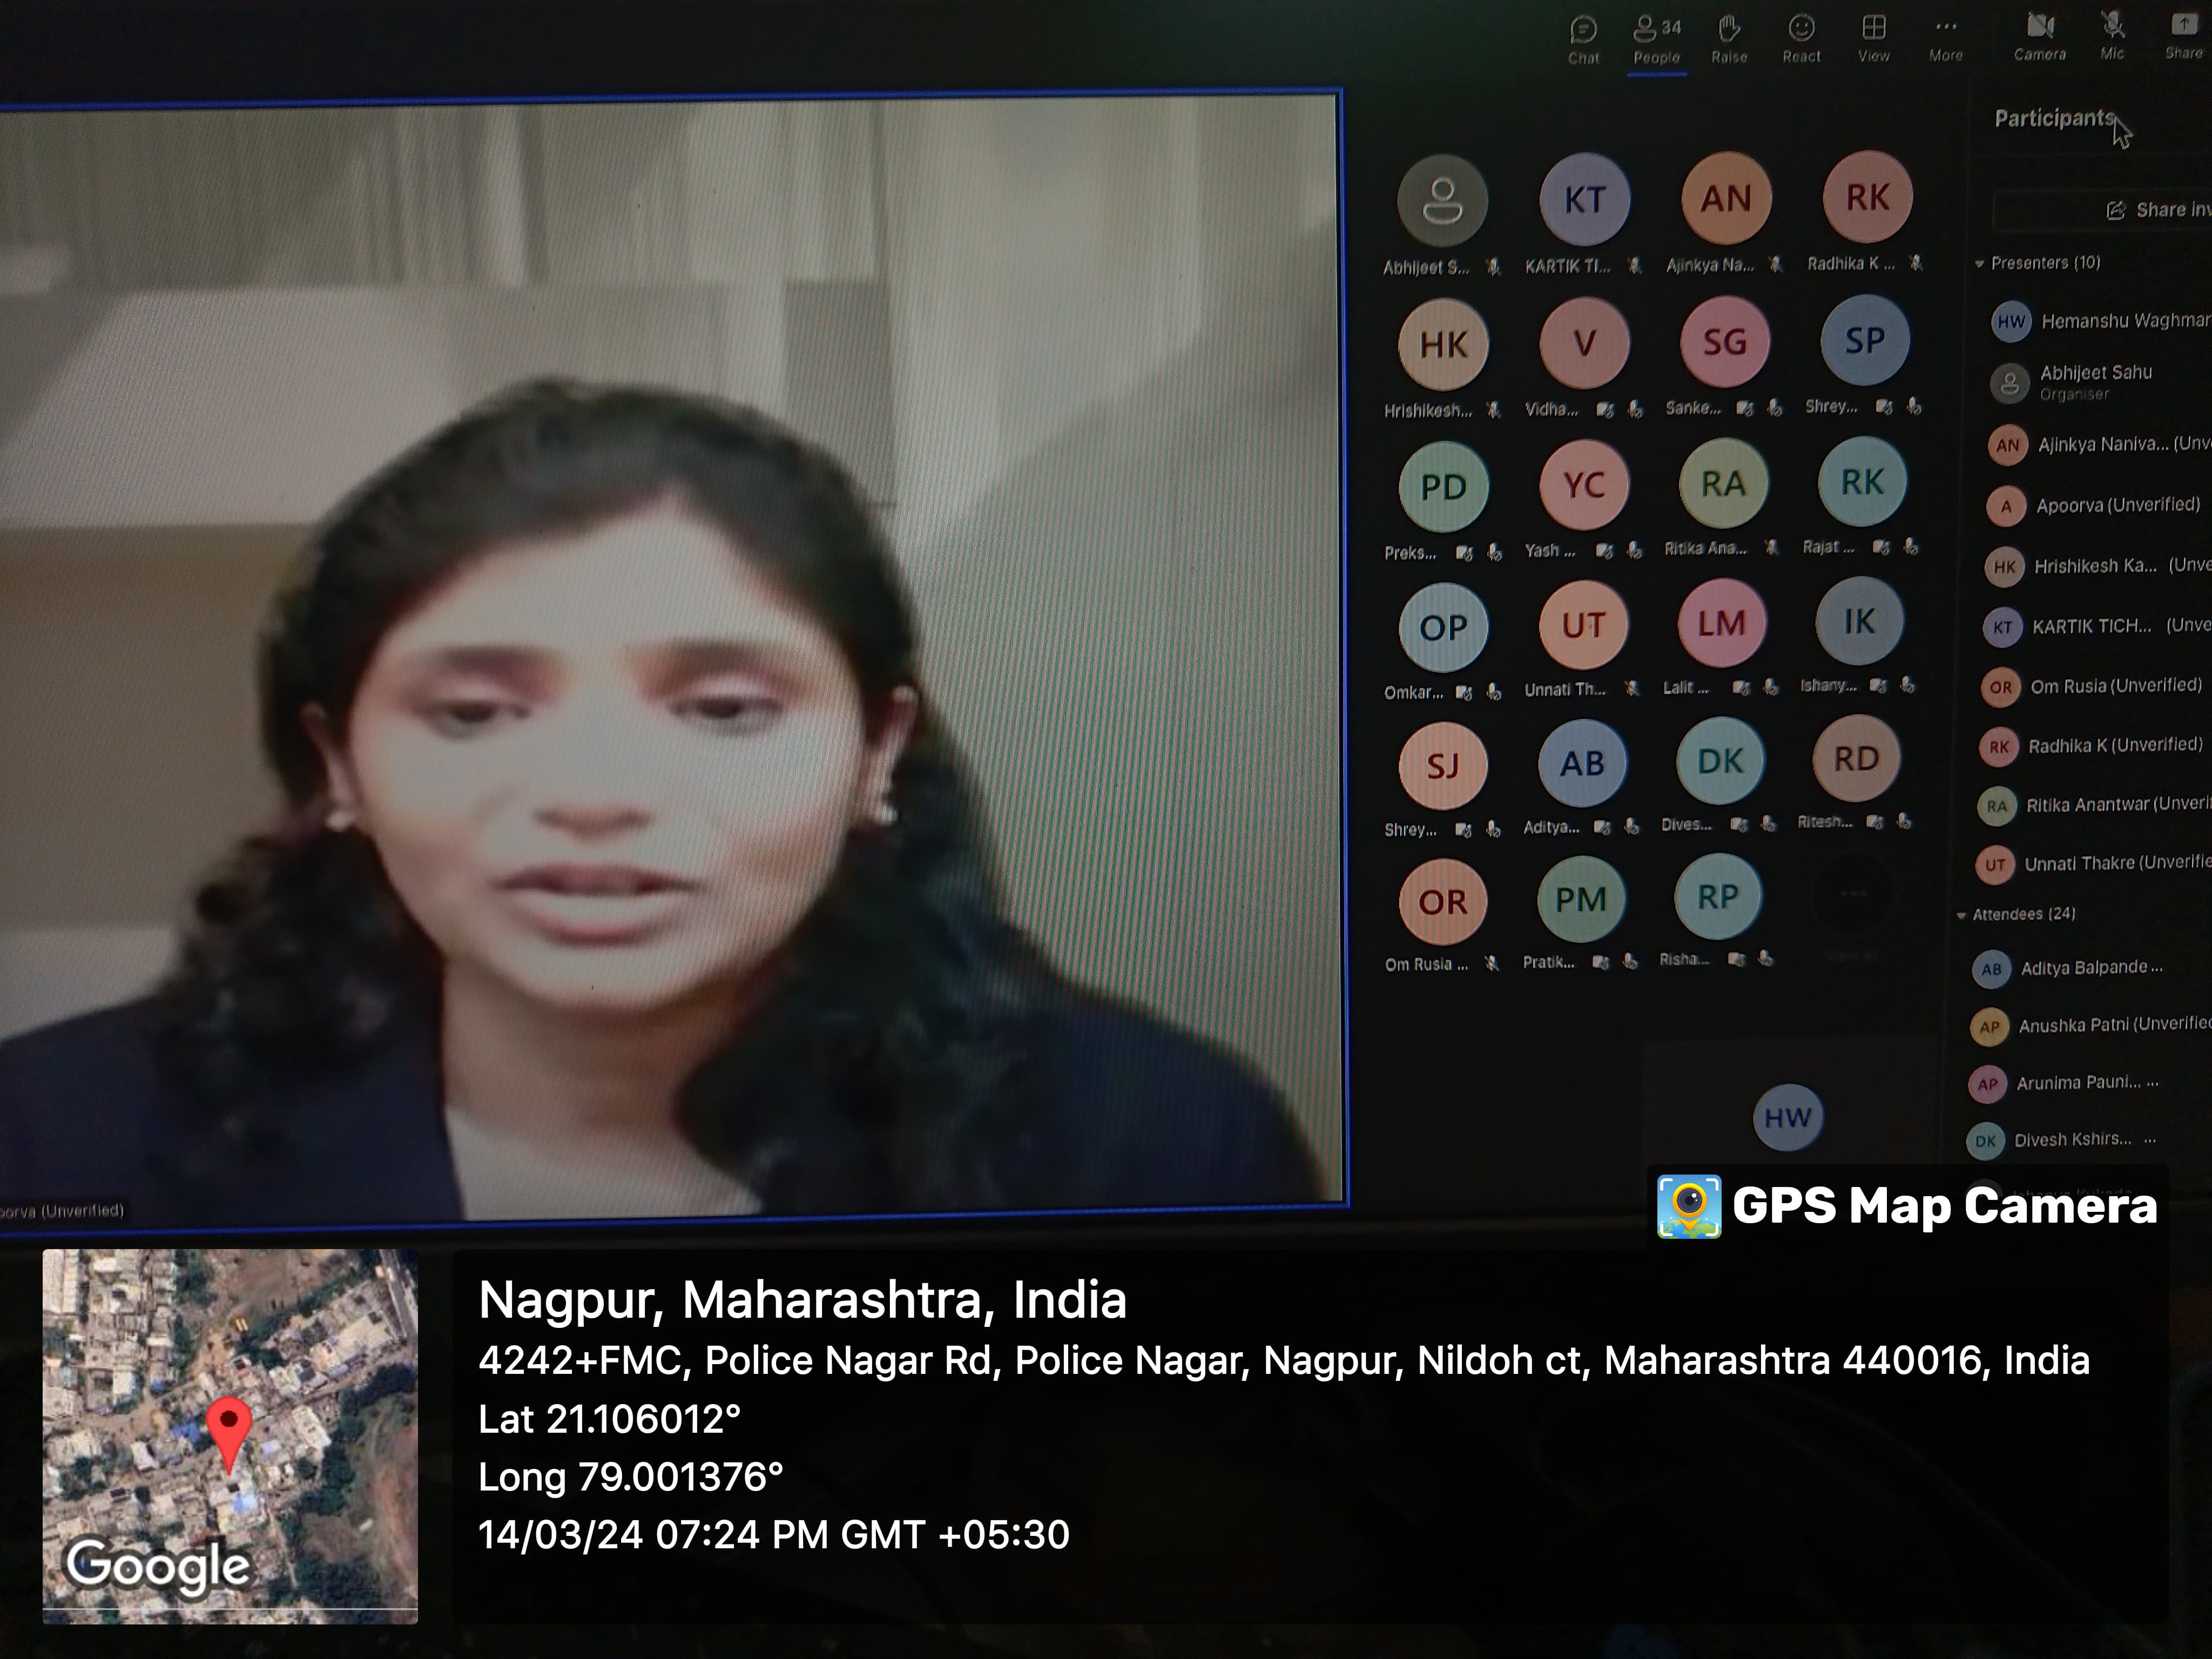 34
Chat People Raise React View More Camera Mic Share
Participants
Share inv
Presenters (10)
HW Hemanshu Waghmar
Abhijeet Sahu
Organiser
AN Ajinkya Naniva... (Unv
A Apoorva (Unverified)
HK Hrishikesh Ka... (Unve
KT KARTIK TICH... (Unve
OR Om Rusia (Unverified)
RK Radhika K (Unverified)
RA Ritika Anantwar (Unveri
UT Unnati Thakre (Unverifie
Attendees (24)
AB Aditya Balpande ...
AP Anushka Patni (Unverified
AP Arunima Pauni... ...
DK Divesh Kshirs... ...
KT AN RK
Abhijeet S... KARTIK TI... Ajinkya Na... Radhika K ...
HK V SG SP
Hrishikesh... Vidha... Sanke... Shrey...
PD YC RA RK
Preks... Yash ... Ritika Ana... Rajat ...
OP UT LM IK
Omkar... Unnati Th... Lalit ... Ishany...
SJ AB DK RD
Shrey... Aditya... Dives... Ritesh...
OR PM RP ...
Om Rusia ... Pratik... Risha...
HW
oorva (Unverified)
GPS Map Camera
Google
Nagpur, Maharashtra, India
4242+FMC, Police Nagar Rd, Police Nagar, Nagpur, Nildoh ct, Maharashtra 440016, India
Lat 21.106012°
Long 79.001376°
14/03/24 07:24 PM GMT +05:30